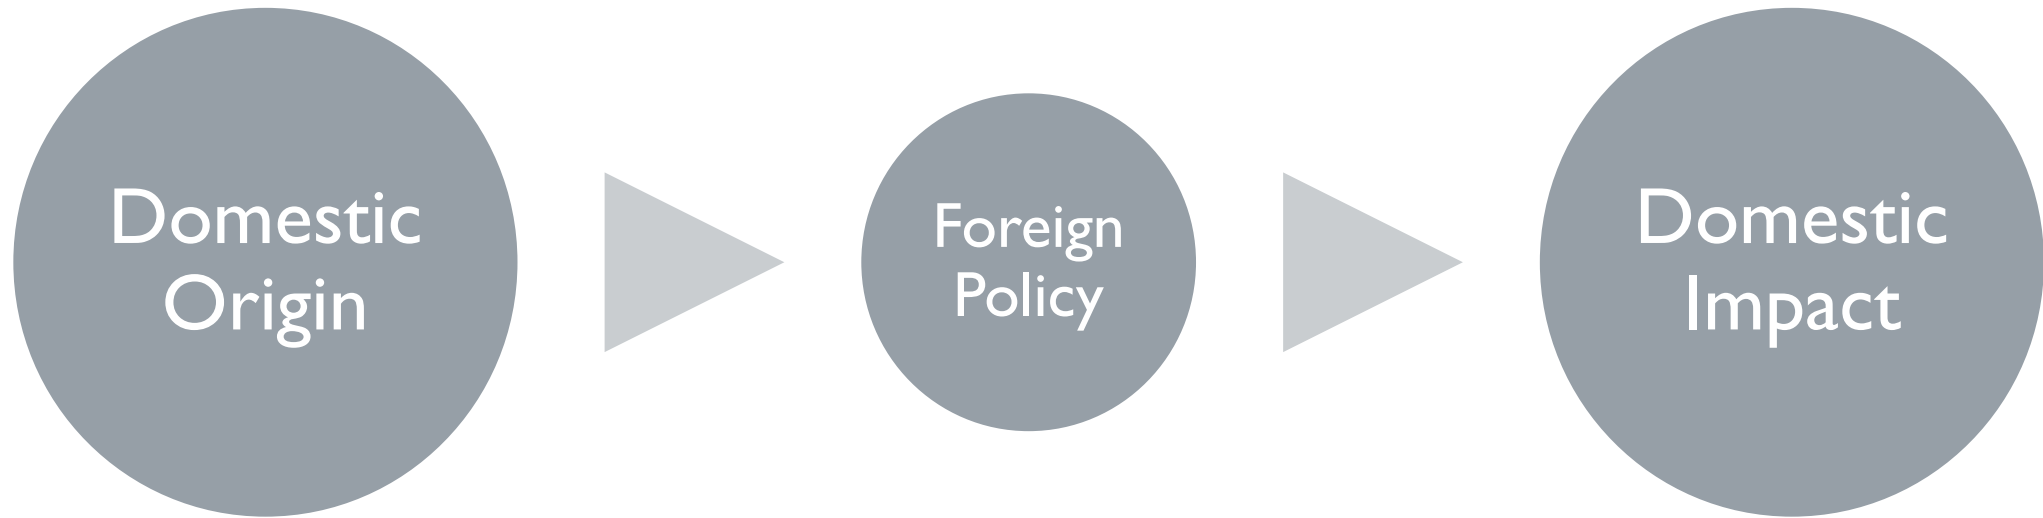 Domestic
Origin
Foreign
Policy
Domestic
Impact